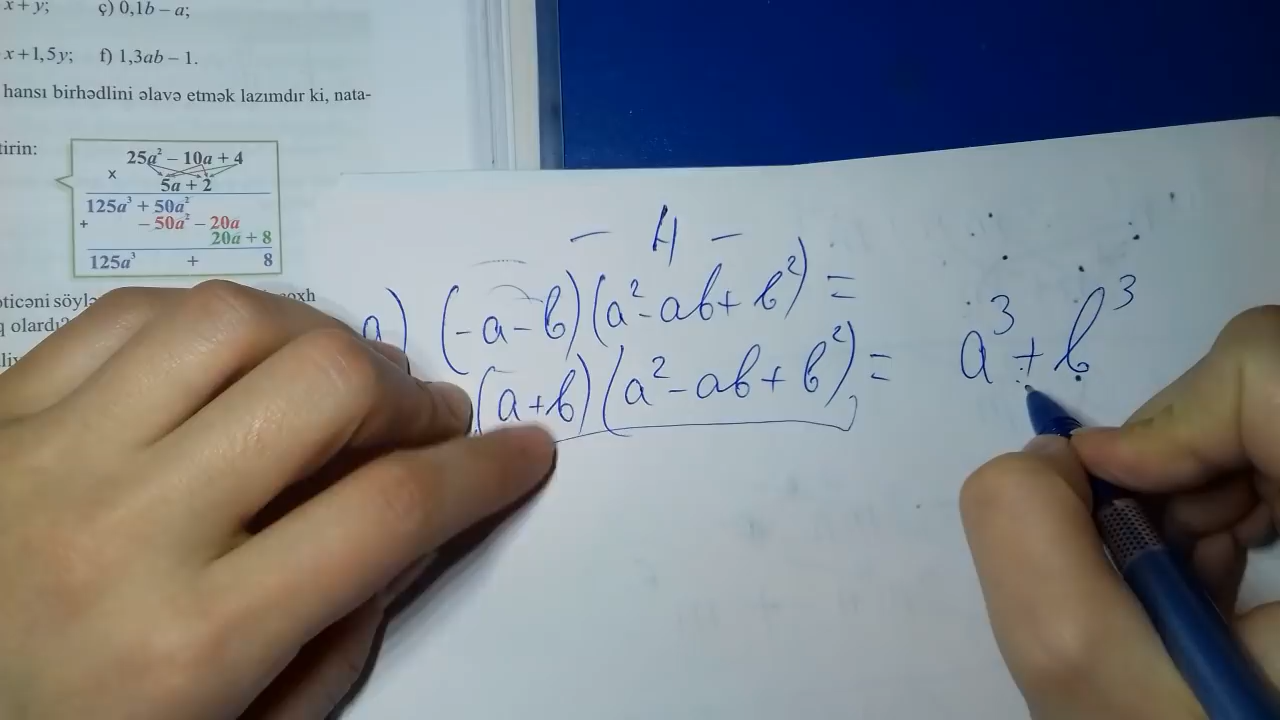 x + y; ç) 0,1b – a;
x + 1,5y; f) 1,3ab – 1.
hansı birhədlini əlavə etmək lazımdır ki, nata-
tirin:
25a² – 10a + 4
x
5a + 2
125a³ + 50a²
+ – 50a² – 20a
20a + 8
125a³ + 8
– 4 –
a) (-a-b)(a²-ab+b²) =
(a+b)(a²-ab+b²) = a³+b³